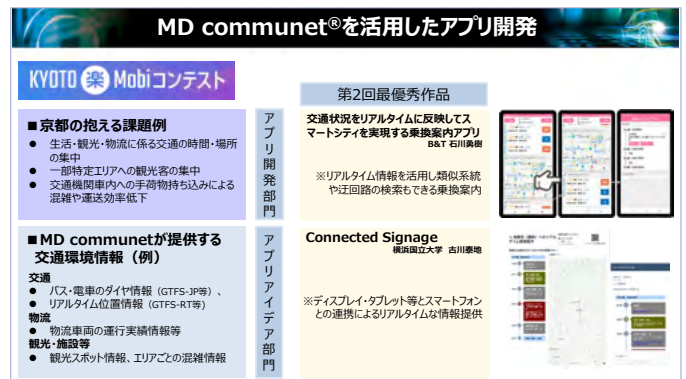 MD communet®を活用したアプリ開発
KYOTO 楽 Mobiコンテスト
第2回最優秀作品
■京都の抱える課題例
● 生活・観光・物流に係る交通の時間・場所
の集中
● 一部特定エリアへの観光客の集中
● 交通機関車内への手荷物持ち込みによる
混雑や運送効率低下
アプリ開発部門
交通状況をリアルタイムに反映してス
マートシティを実現する乗換案内アプリ
B&T 石川勇樹
※リアルタイム情報を活用し類似系統
や迂回路の検索もできる乗換案内
■MD communetが提供する
交通環境情報(例)
交通
● バス・電車のダイヤ情報(GTFS-JP等)、
● リアルタイム位置情報(GTFS-RT等)
物流
● 物流車両の運行実績情報等
観光・施設等
● 観光スポット情報、エリアごとの混雑情報
アプリアイデア部門
Connected Signage
横浜国立大学 古川泰地
※ディスプレイ・タブレット等とスマートフォン
との連携によるリアルタイムな情報提供